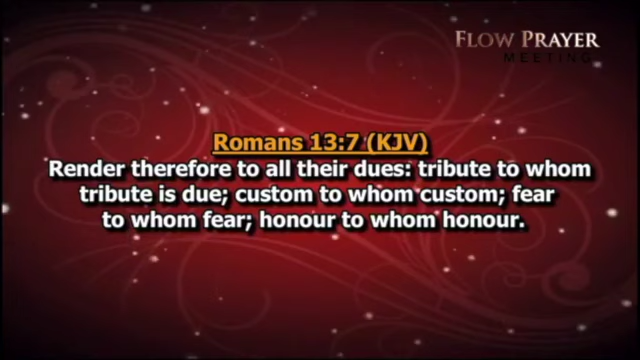 FLOW PRAYER
MEETING
Romans 13:7 (KJV)
Render therefore to all their dues: tribute to whom
tribute is due; custom to whom custom; fear
to whom fear; honour to whom honour.